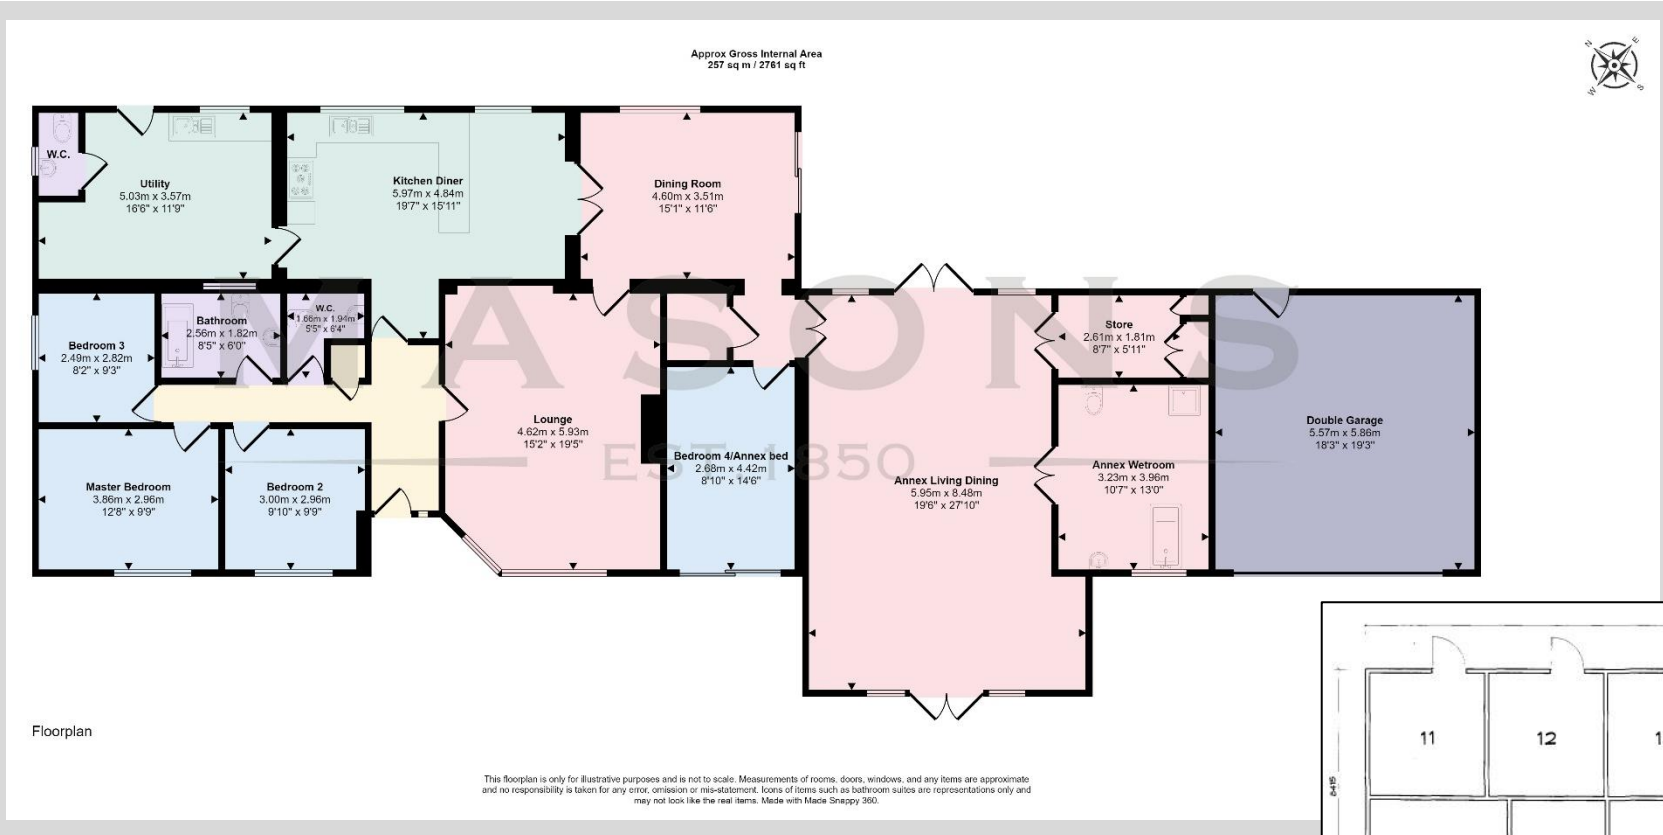 Approx Gross Internal Area
257 sq m / 2761 sq ft
N
E
S
W
W.C.
Utility
5.03m x 3.57m
16'6" x 11'9"
Kitchen Diner
5.97m x 4.84m
19'7" x 15'11"
Dining Room
4.60m x 3.51m
15'1" x 11'6"
MASONS
EST 1850
Bedroom 3
2.49m x 2.82m
8'2" x 9'3"
Bathroom
2.56m x 1.82m
8'5" x 6'0"
W.C.
1.66m x 1.94m
5'5" x 6'4"
Store
2.61m x 1.81m
8'7" x 5'11"
Lounge
4.62m x 5.93m
15'2" x 19'5"
Bedroom 4/Annex bed
2.68m x 4.42m
8'10" x 14'6"
Annex Living Dining
5.95m x 8.48m
19'6" x 27'10"
Annex Wetroom
3.23m x 3.96m
10'7" x 13'0"
Double Garage
5.57m x 5.86m
18'3" x 19'3"
Master Bedroom
3.86m x 2.96m
12'8" x 9'9"
Bedroom 2
3.00m x 2.96m
9'10" x 9'9"
Floorplan
This floorplan is only for illustrative purposes and is not to scale. Measurements of rooms, doors, windows, and any items are approximate
and no responsibility is taken for any error, omission or mis-statement. Icons of items such as bathroom suites are representations only and
may not look like the real items. Made with Made Snappy 360.
11
12
1
8415